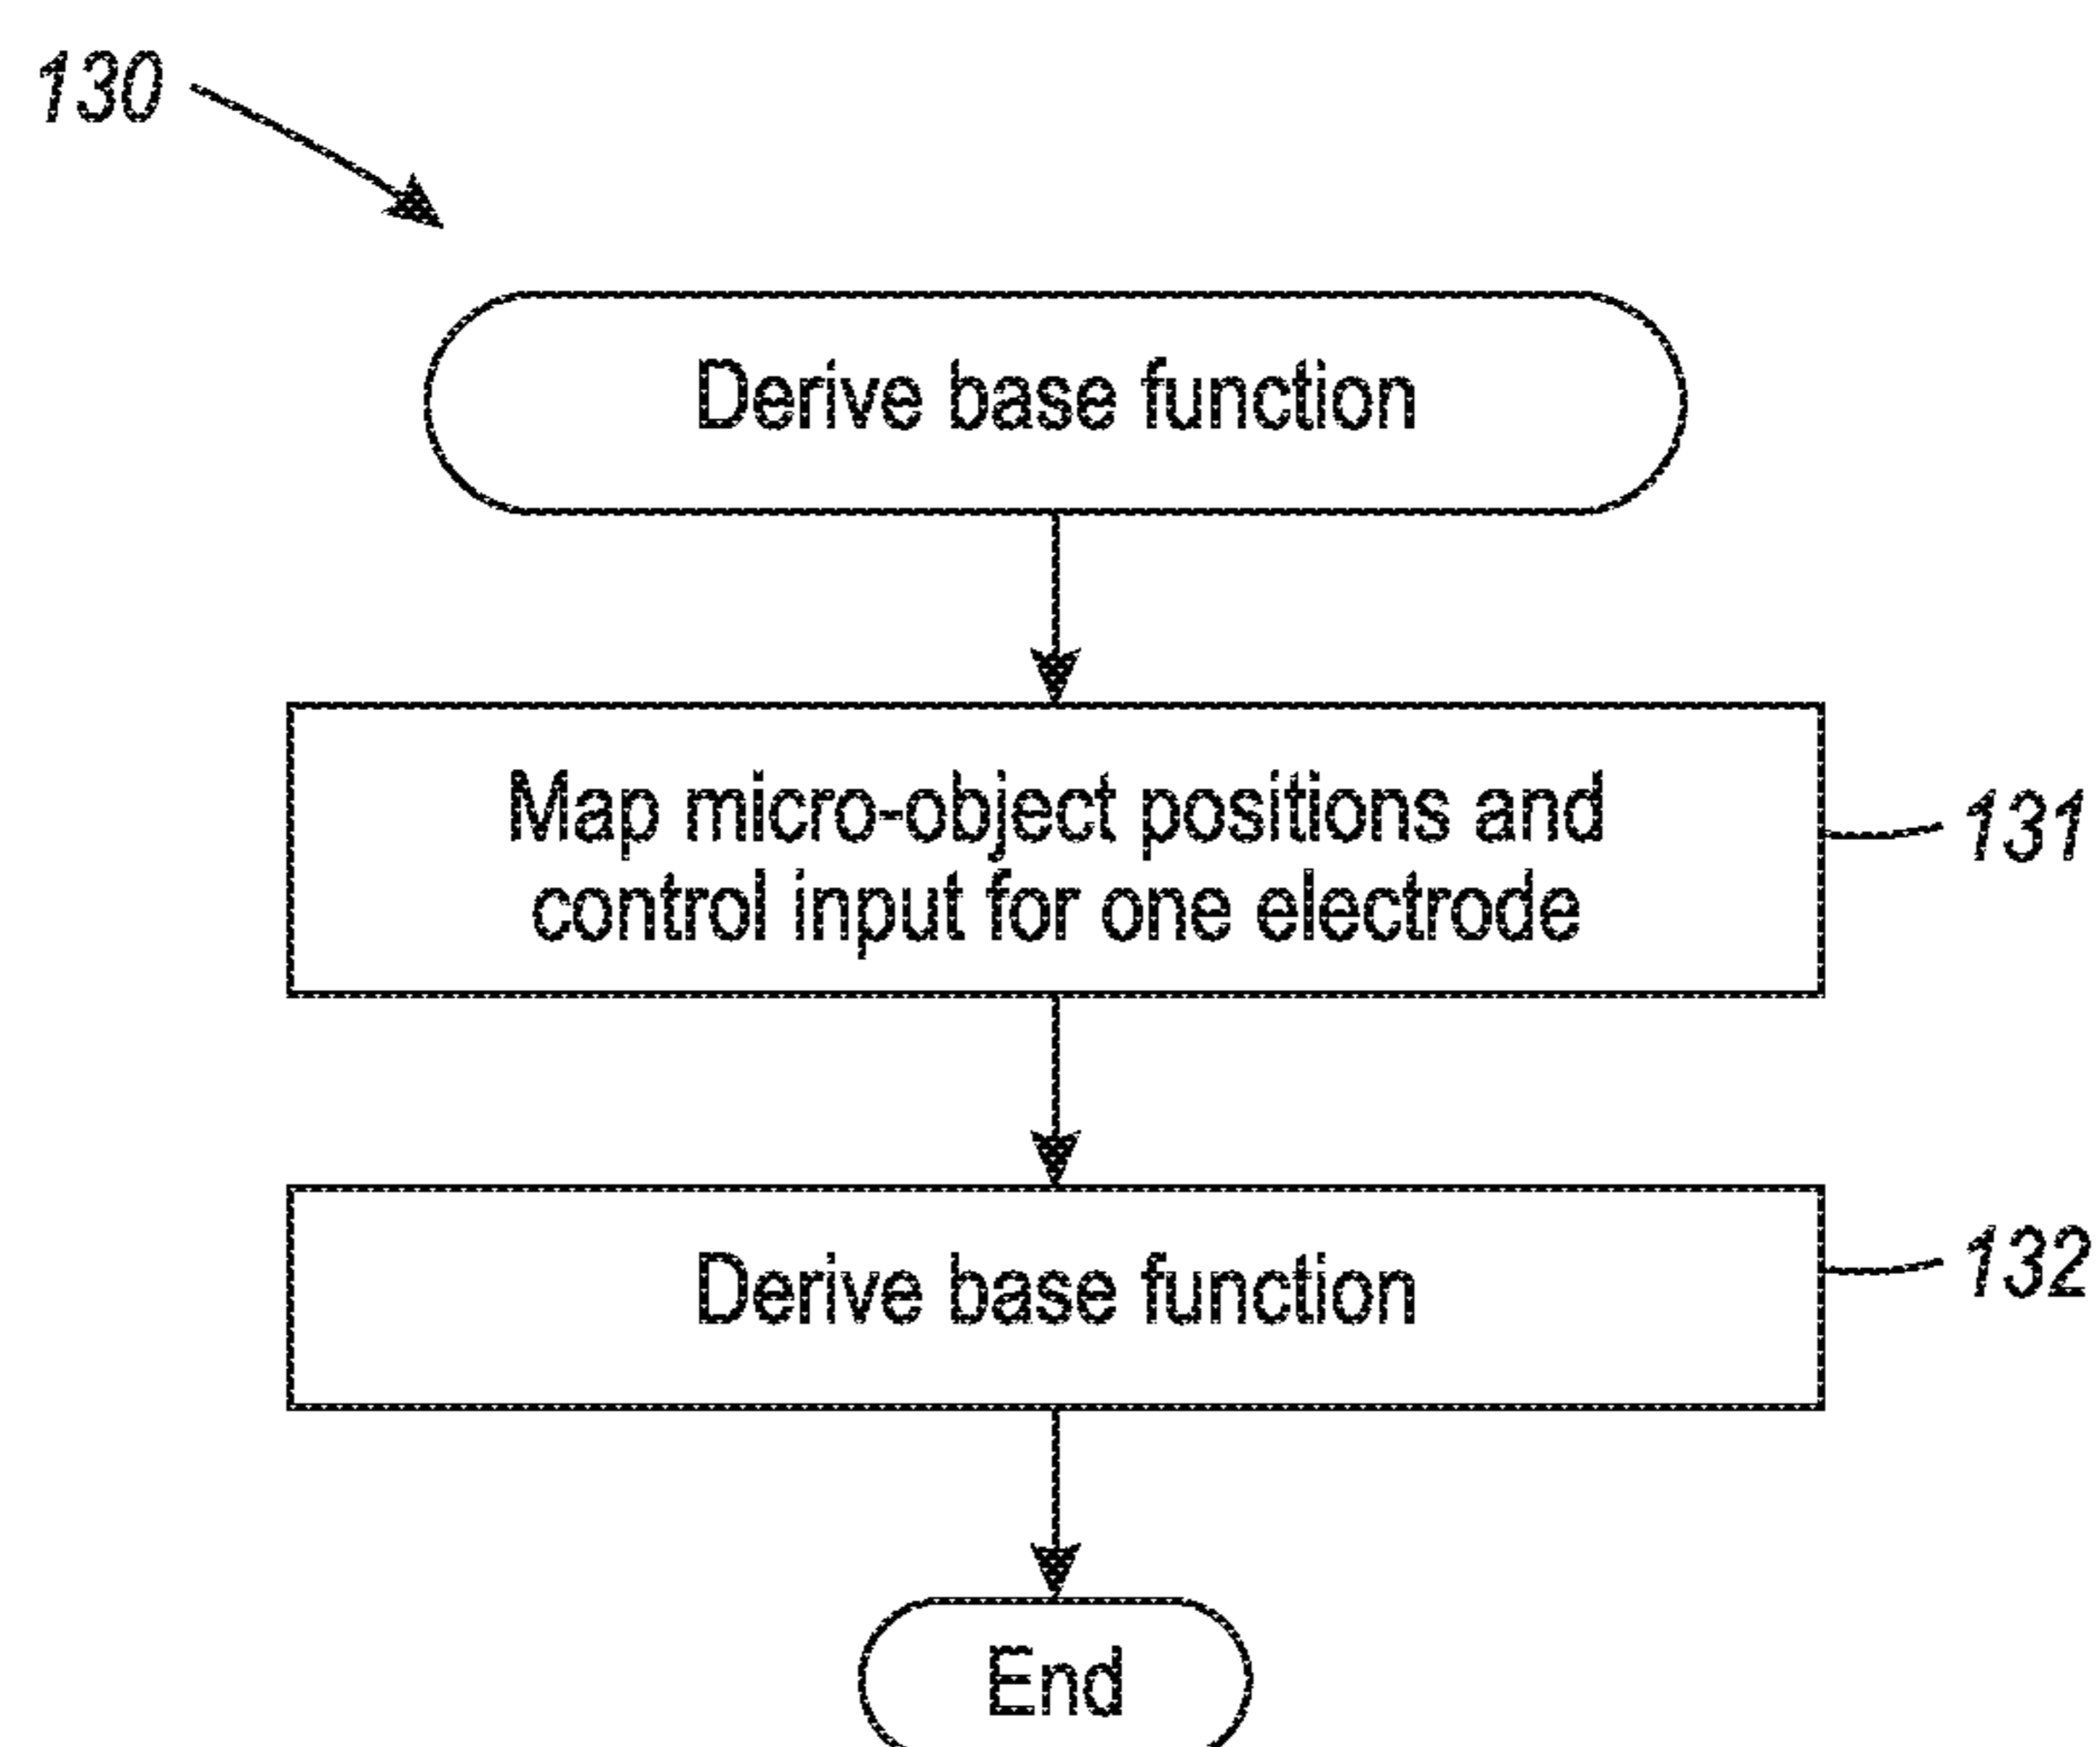 130
Derive base function
Map micro-object positions and
control input for one electrode
131
Derive base function
132
End